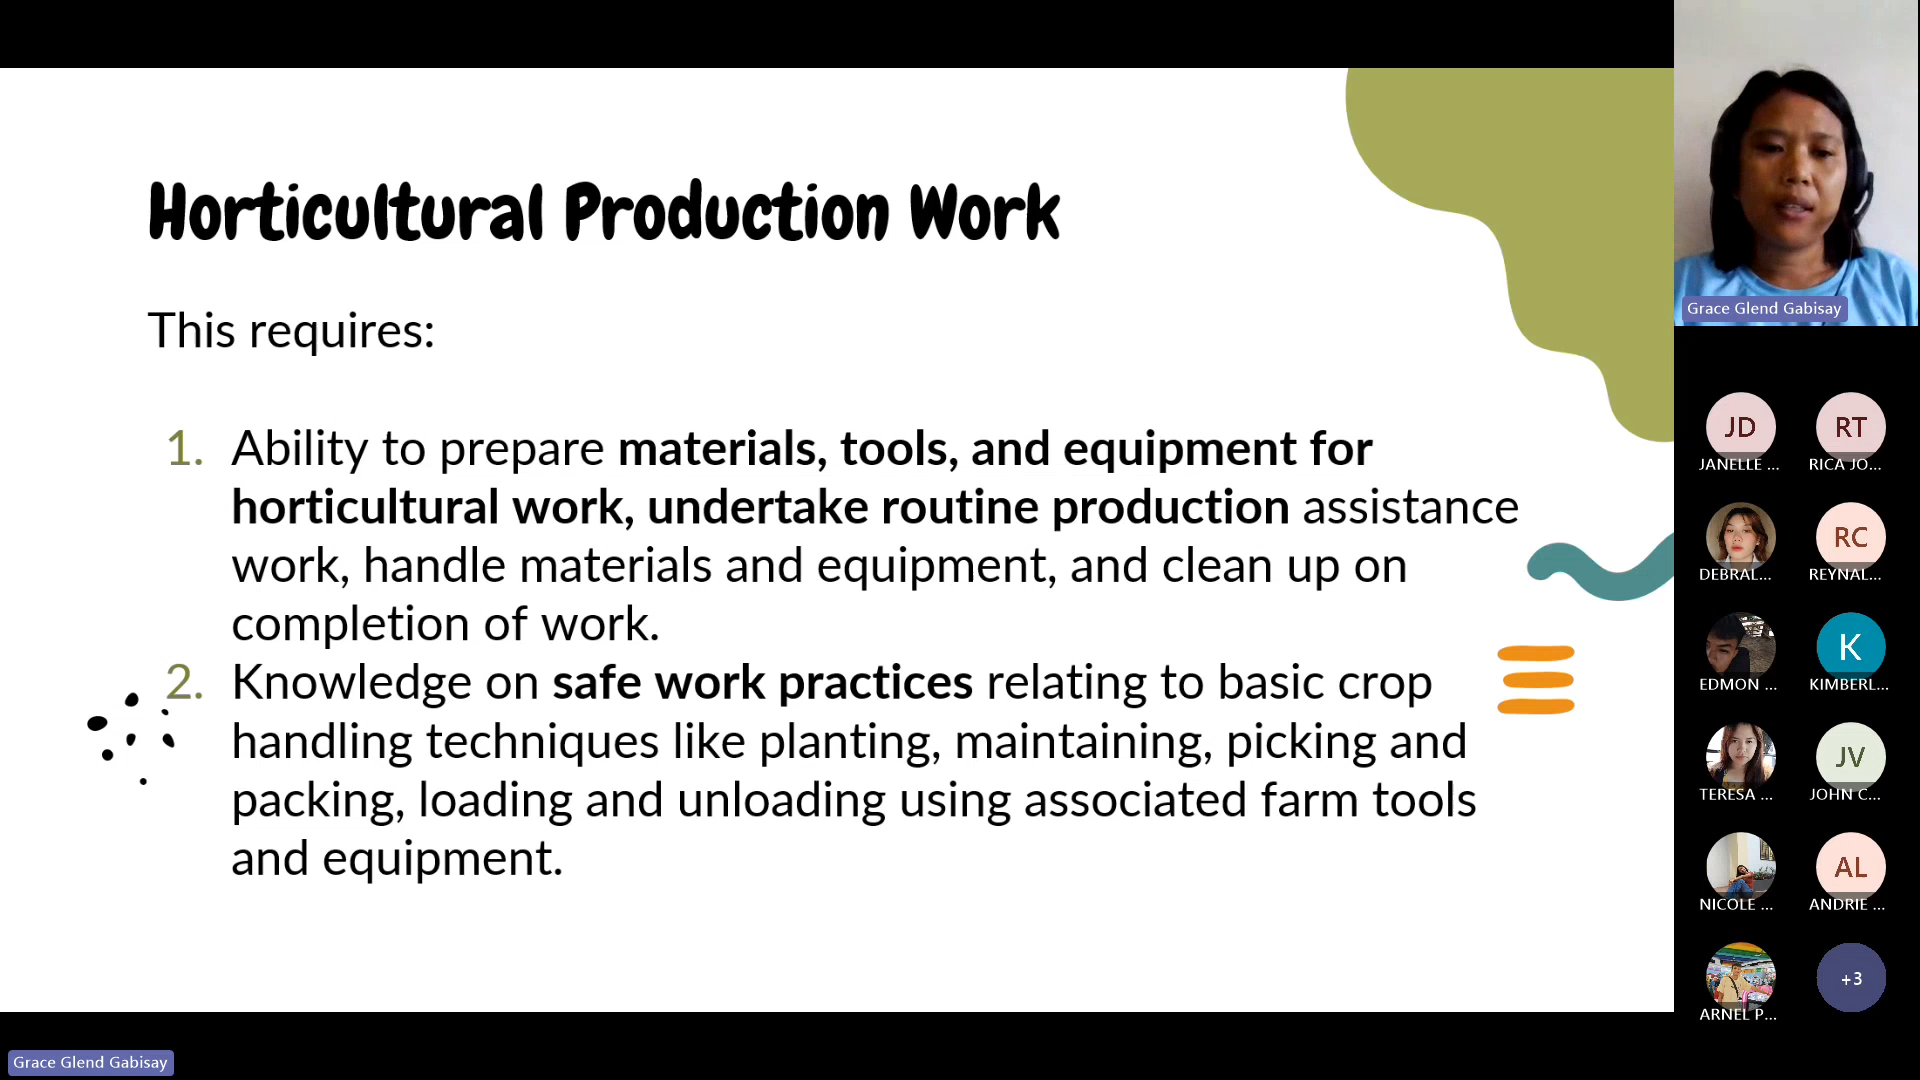 Horticultural Production Work
This requires:
1. Ability to prepare materials, tools, and equipment for
horticultural work, undertake routine production assistance
work, handle materials and equipment, and clean up on
completion of work.
2. Knowledge on safe work practices relating to basic crop
handling techniques like planting, maintaining, picking and
packing, loading and unloading using associated farm tools
and equipment.
Grace Glend Gabisay
JD
RT
JANELLE ...
RICA JO...
RC
DEBRAL...
REYNAL...
K
EDMON ...
KIMBERL...
JV
TERESA ...
JOHN C...
AL
NICOLE ...
ANDRIE ...
+3
ARNEL P...
Grace Glend Gabisay